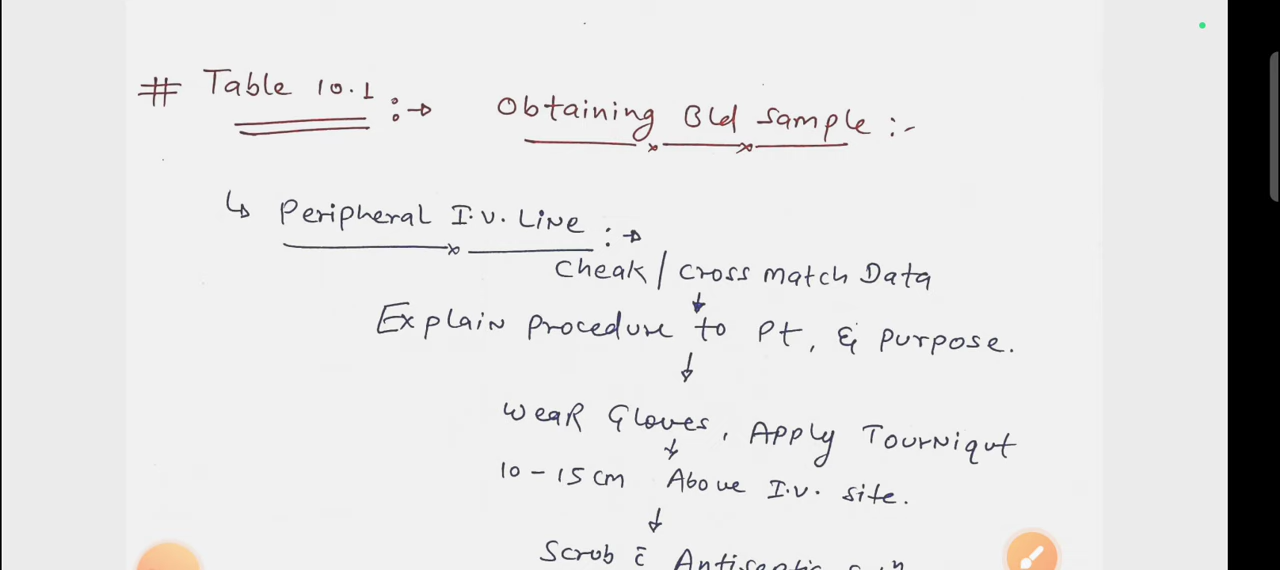 # Table 10.1 :→ Obtaining Bld sample :-
↳ Peripheral I.V. Line :→
Cheak / Cross match Data
↓
Explain procedure to Pt, & purpose.
↓
Wear Gloves, Apply Tourniqut
↓
10 - 15 cm Above I.V. site.
↓
Scrub c̄ Antiseptic